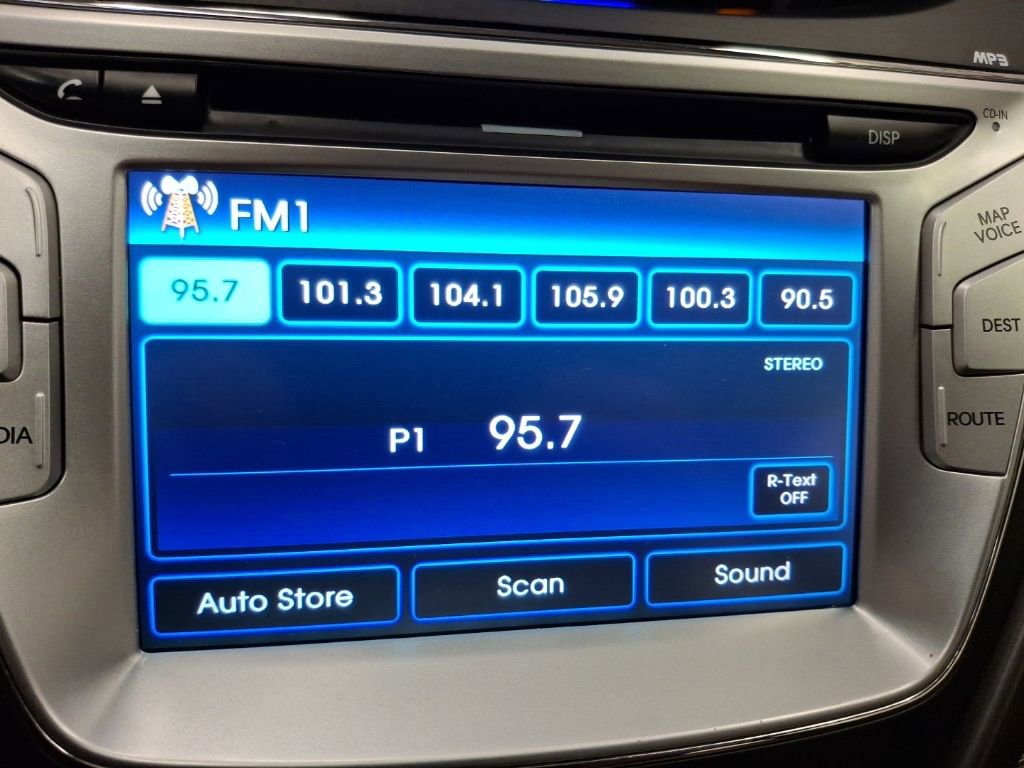 MP3
CD-IN
DISP
MAP
VOICE
DEST
ROUTE
DIA
FM1
95.7 101.3 104.1 105.9 100.3 90.5
STEREO
P1 95.7
R-Text
OFF
Auto Store Scan Sound